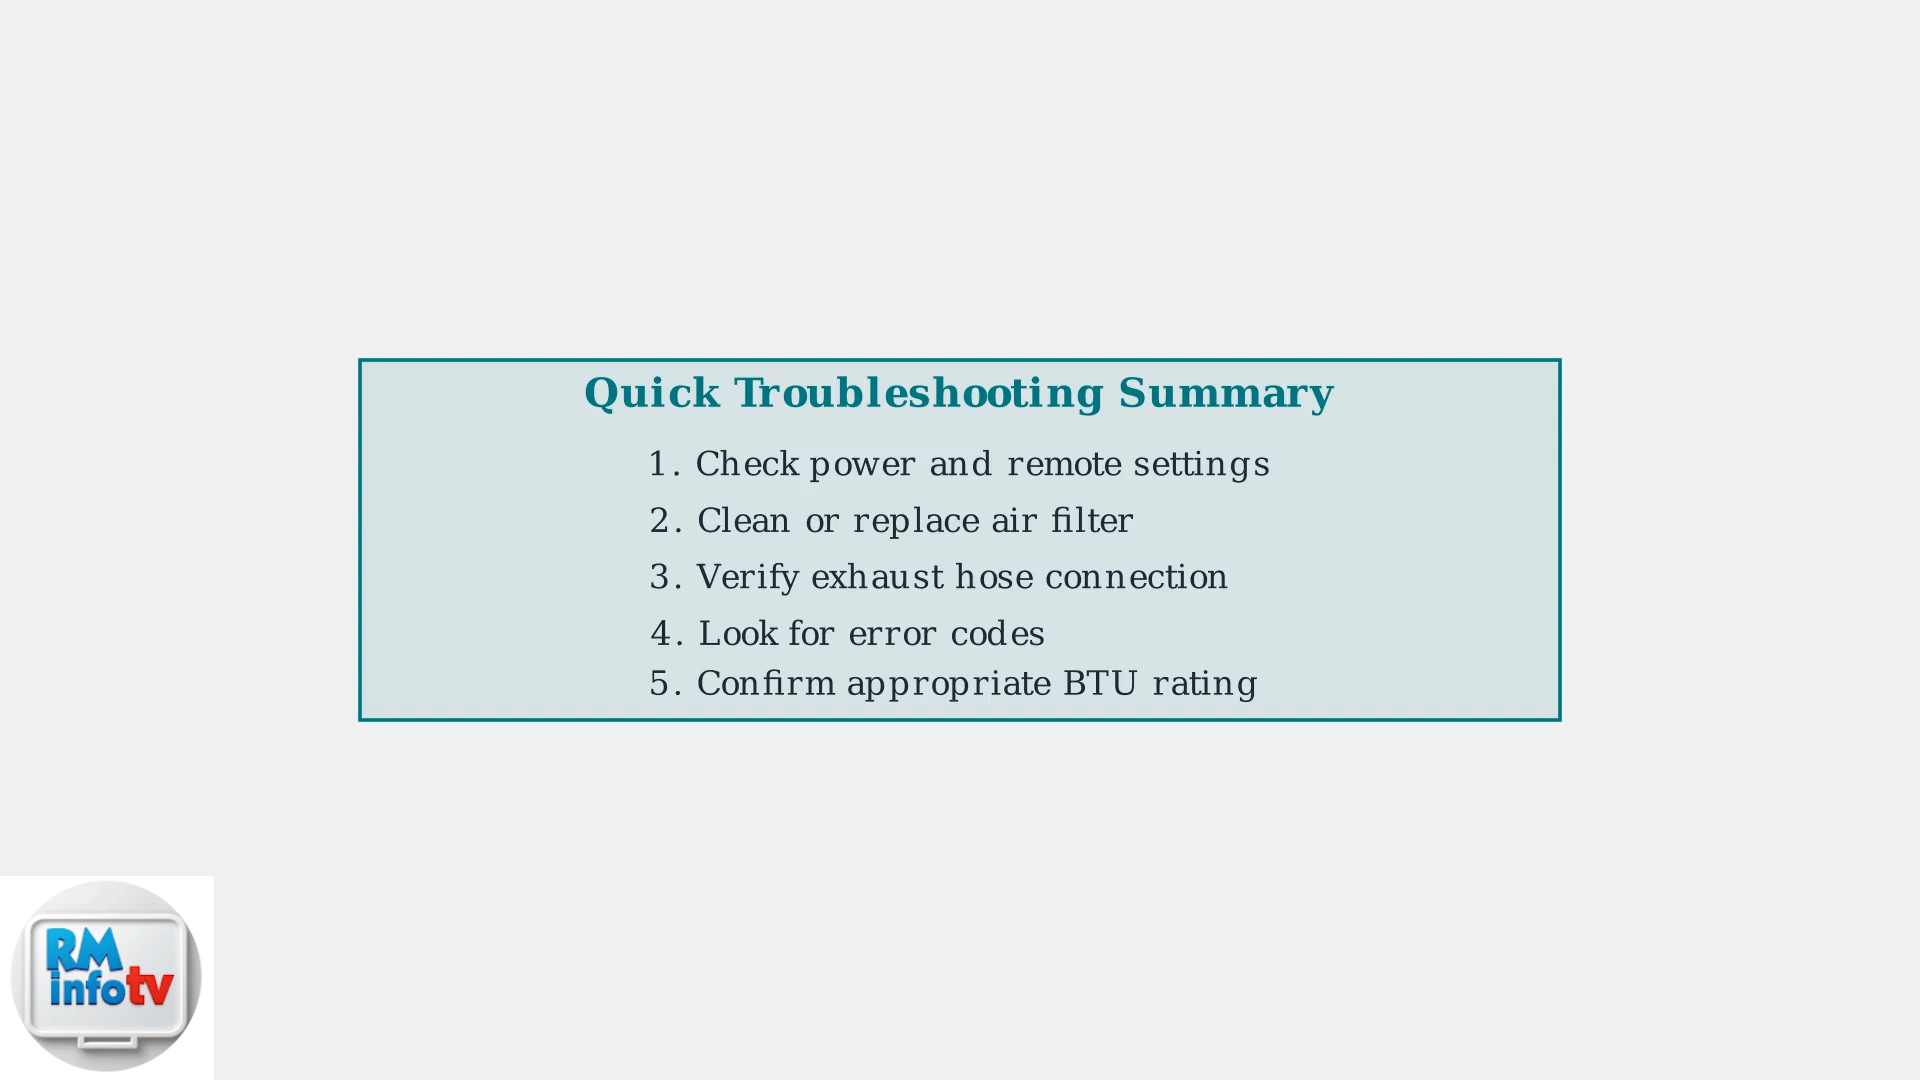 Quick Troubleshooting Summary
1. Check power and remote settings
2. Clean or replace air filter
3. Verify exhaust hose connection
4. Look for error codes
5. Confirm appropriate BTU rating
RM
infotv